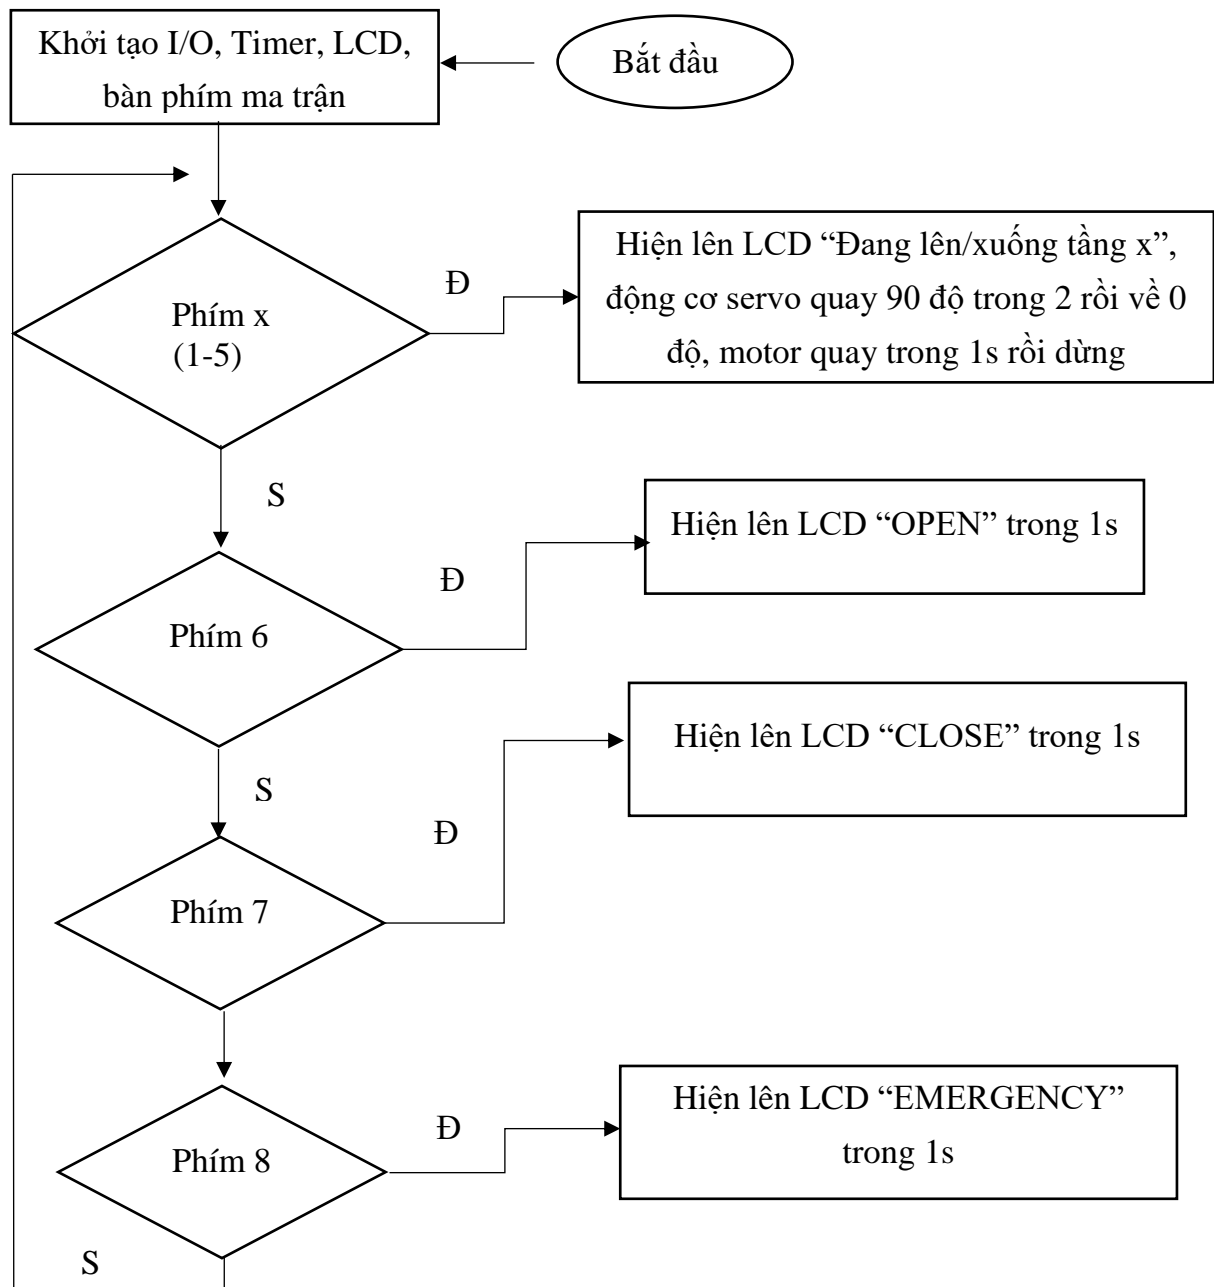 Khởi tạo I/O, Timer, LCD,
bàn phím ma trận
Bắt đầu
Phím x
(1-5)
Đ
Hiện lên LCD “Đang lên/xuống tầng x”,
động cơ servo quay 90 độ trong 2 rồi về 0
độ, motor quay trong 1s rồi dừng
S
Phím 6
Đ
Hiện lên LCD “OPEN” trong 1s
S
Phím 7
Đ
Hiện lên LCD “CLOSE” trong 1s
Phím 8
Đ
Hiện lên LCD “EMERGENCY”
trong 1s
S